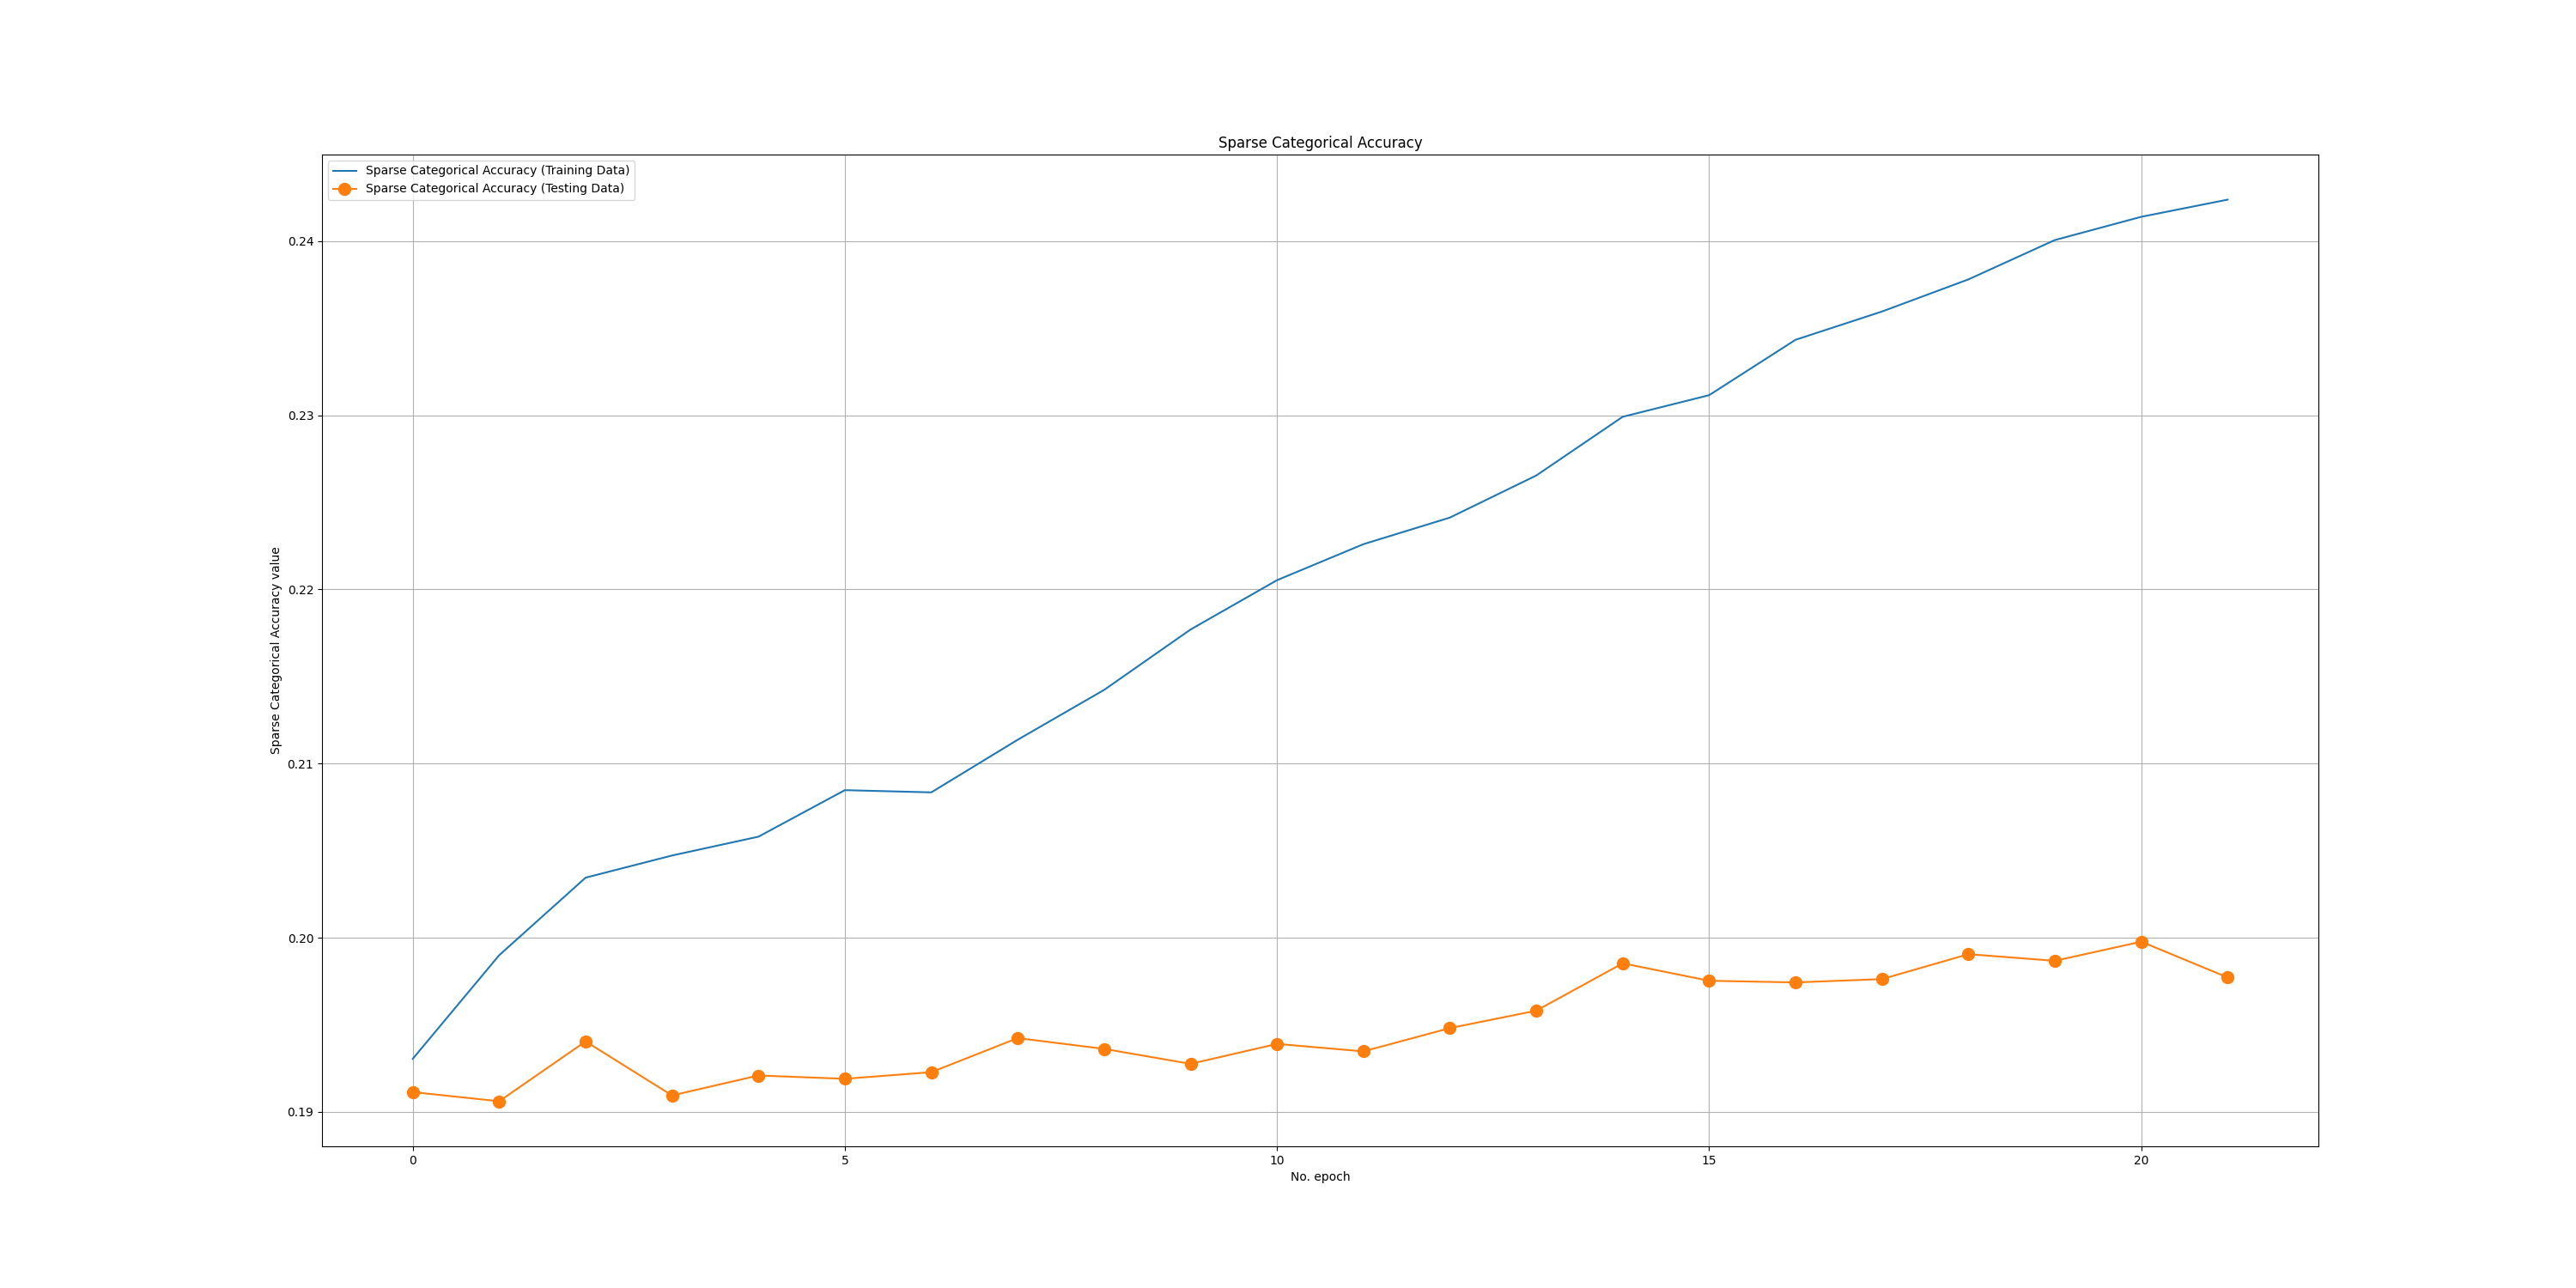 Sparse Categorical Accuracy
Sparse Categorical Accuracy (Training Data)
Sparse Categorical Accuracy (Testing Data)
Sparse Categorical Accuracy value
0.24
0.23
0.22
0.21
0.20
0.19
0 5 10 15 20
No. epoch